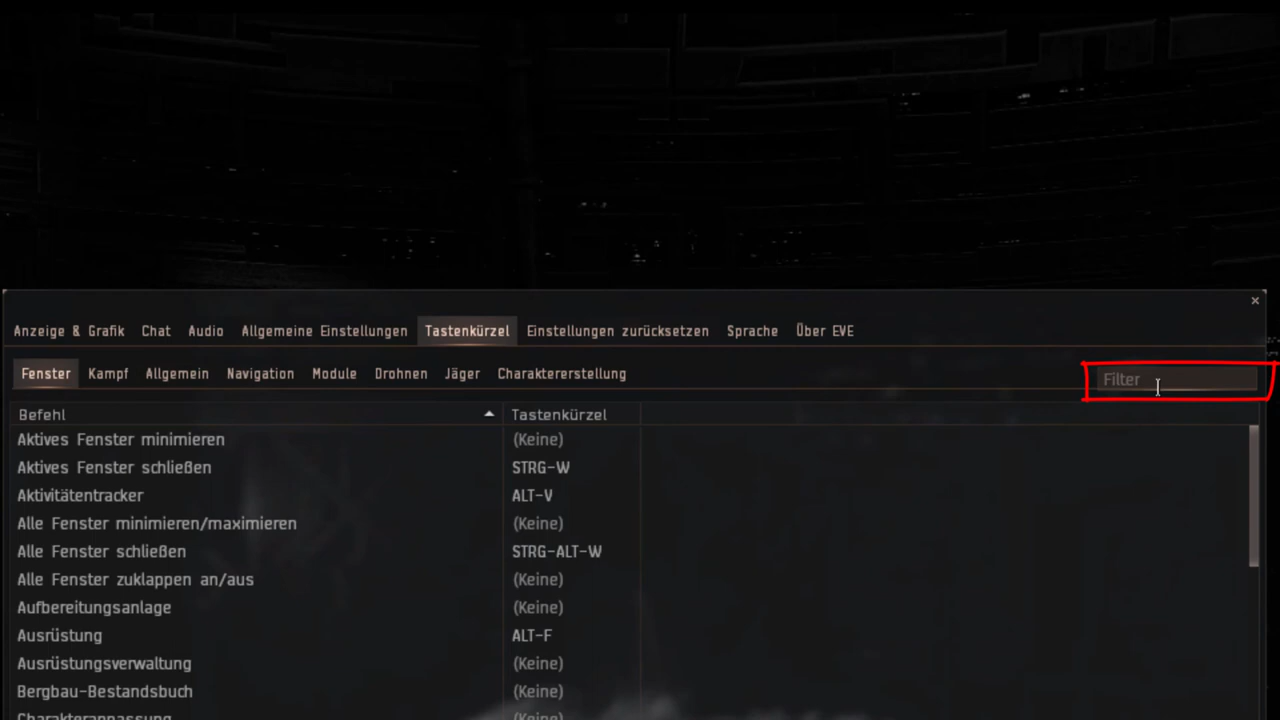 Anzeige & Grafik Chat Audio Allgemeine Einstellungen Tastenkürzel Einstellungen zurücksetzen Sprache Über EVE
Fenster Kampf Allgemein Navigation Module Drohnen Jäger Charaktererstellung Filter
Befehl Tastenkürzel
Aktives Fenster minimieren (Keine)
Aktives Fenster schließen STRG-W
Aktivitätentracker ALT-V
Alle Fenster minimieren/maximieren (Keine)
Alle Fenster schließen STRG-ALT-W
Alle Fenster zuklappen an/aus (Keine)
Aufbereitungsanlage (Keine)
Ausrüstung ALT-F
Ausrüstungsverwaltung (Keine)
Bergbau-Bestandsbuch (Keine)
Charakteranpassung (Keine)